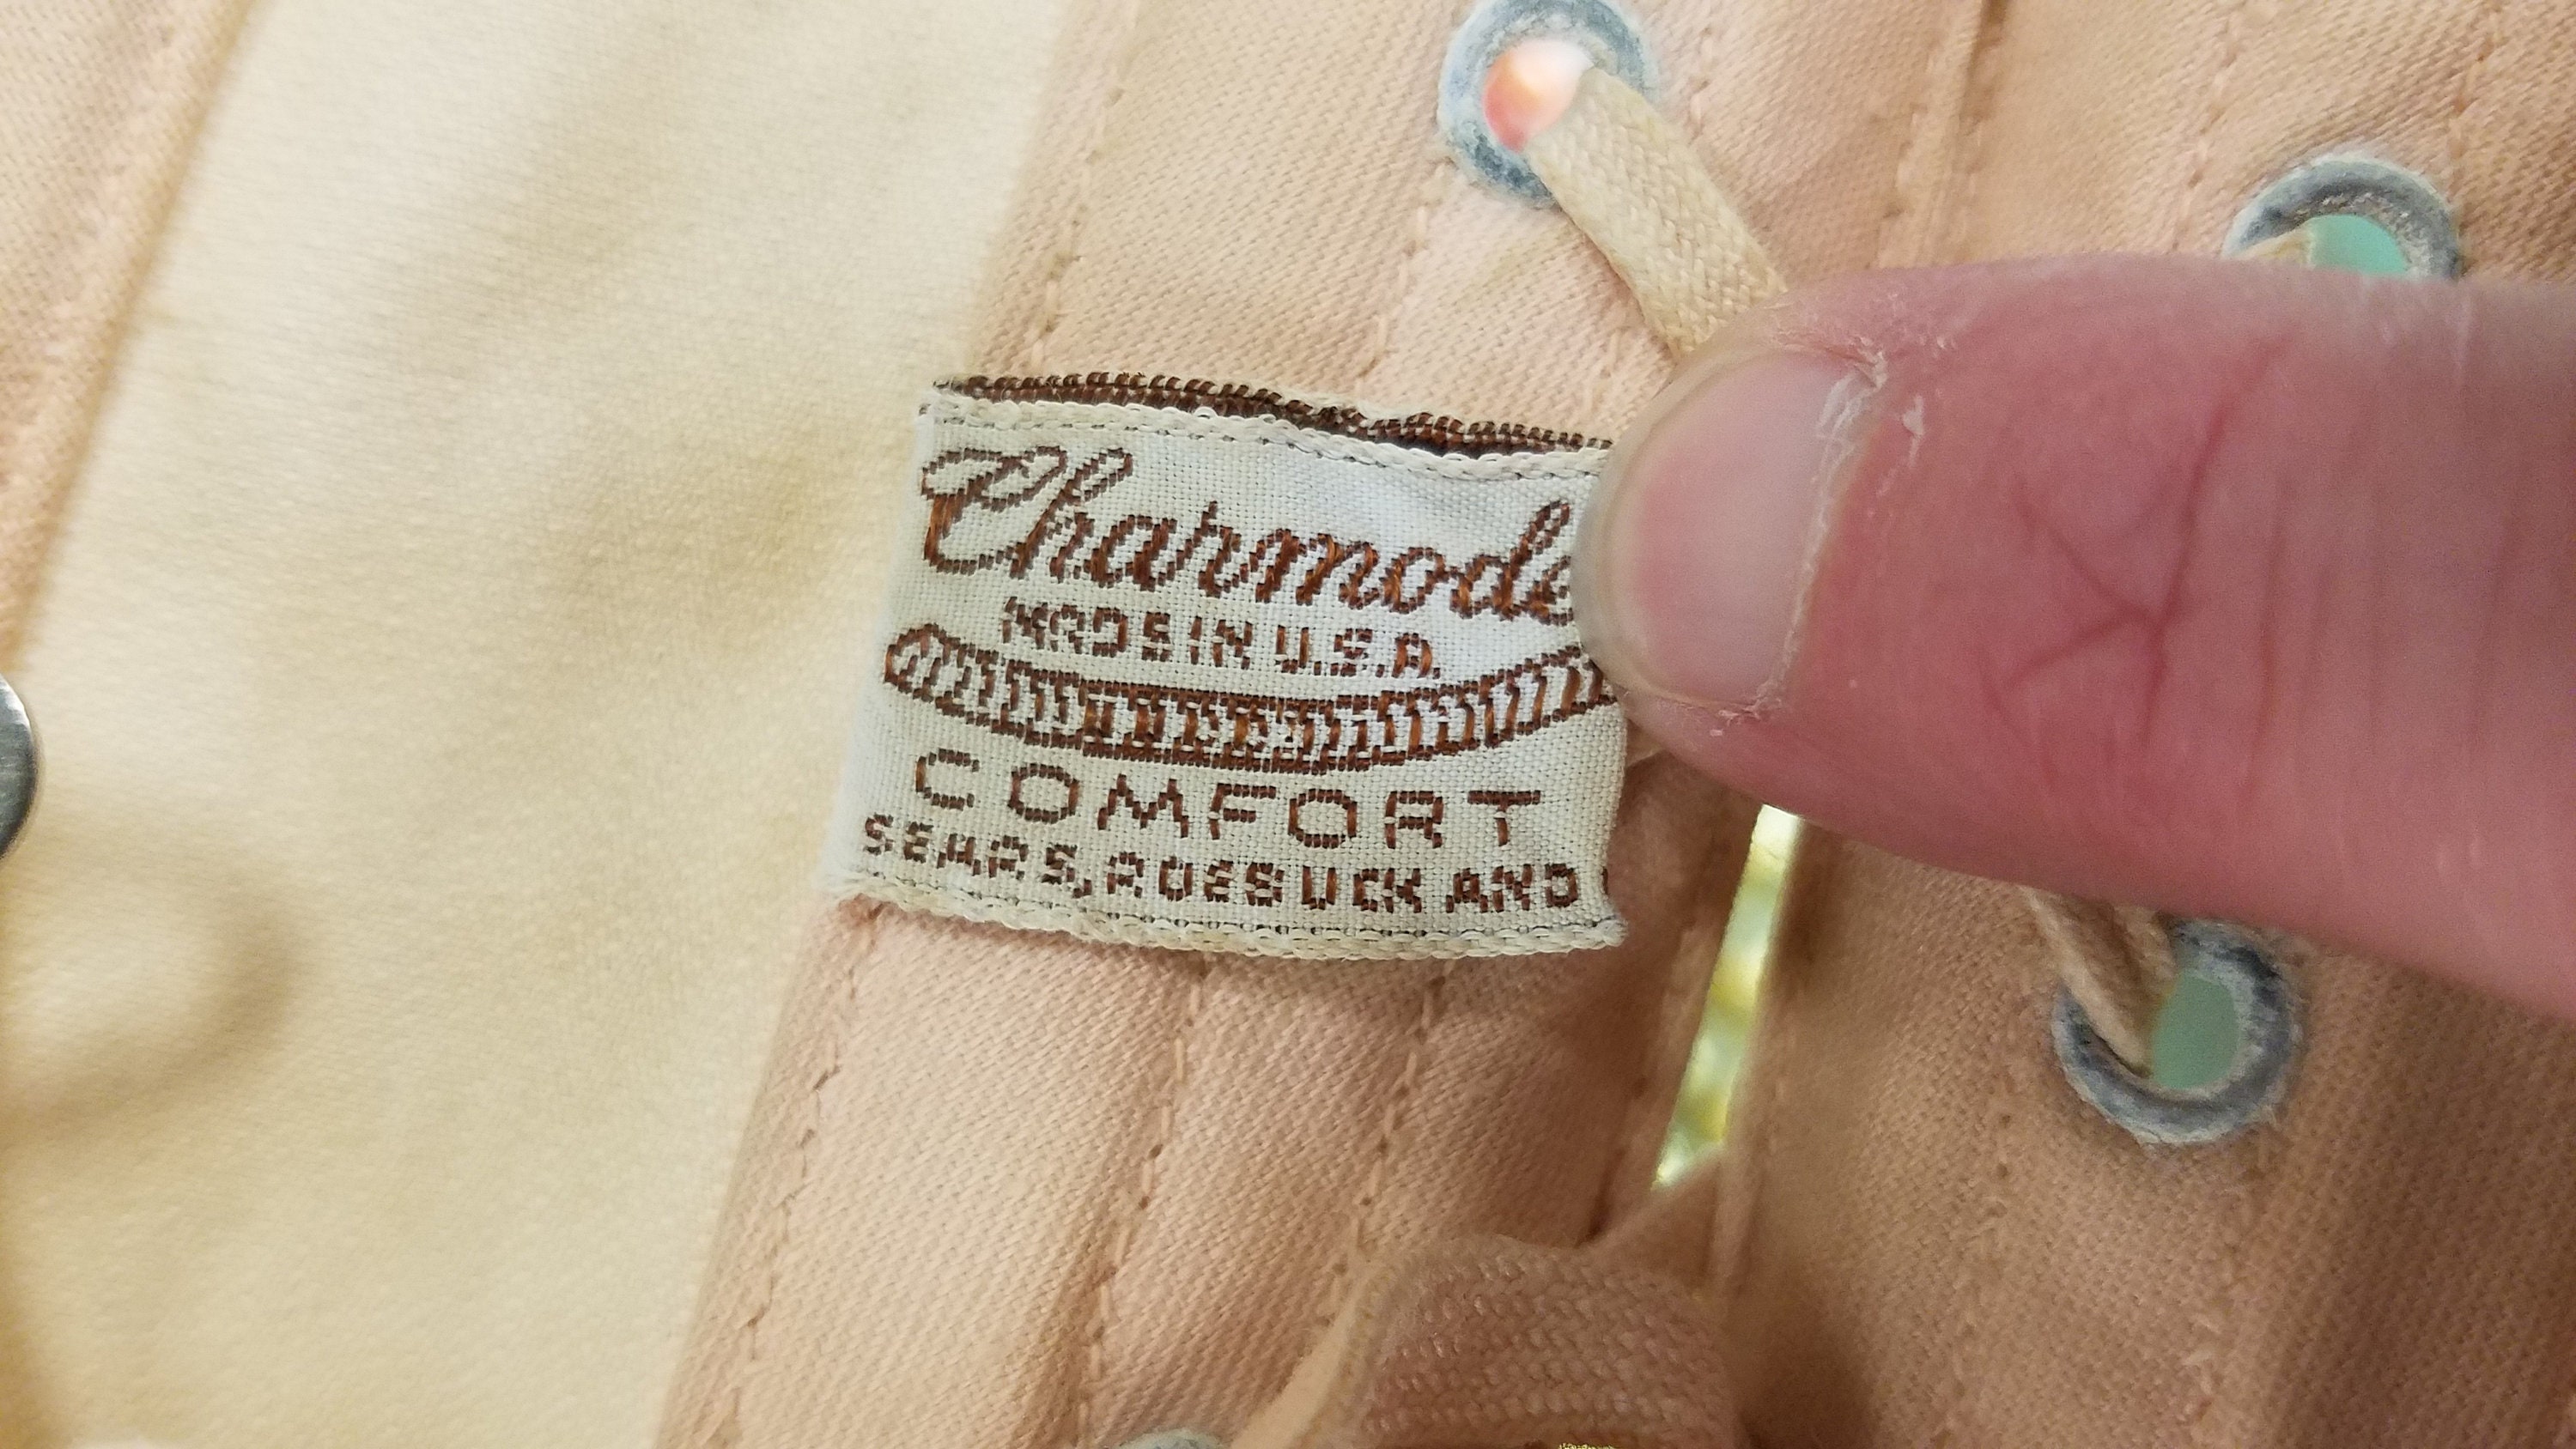 Charmode
MADE IN U.S.A.
COMFORT
SEARS, ROEBUCK AND